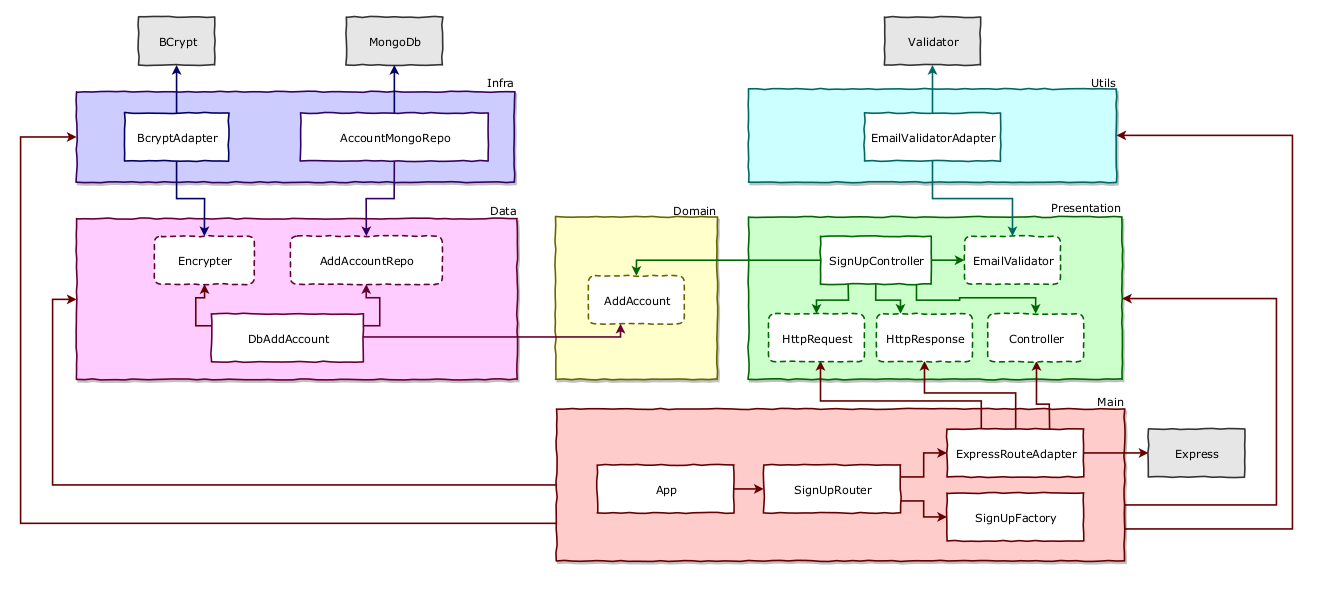 BCrypt
MongoDb
Validator
Infra
Utils
BcryptAdapter
AccountMongoRepo
EmailValidatorAdapter
Data
Domain
Presentation
Encrypter
AddAccountRepo
SignUpController
EmailValidator
AddAccount
DbAddAccount
HttpRequest
HttpResponse
Controller
Main
ExpressRouteAdapter
Express
App
SignUpRouter
SignUpFactory